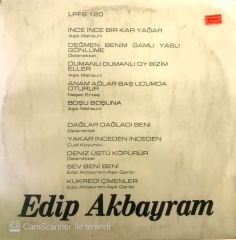 LPFS 120
İNCE İNCE BİR KAR YAĞAR
Aşık Mahsuni
DEĞMEN BENİM GAMLI YASLI
GÖNLÜME
Geleneksel
DUMANLI DUMANLI OY BİZİM
ELLER
Aşık Mahsuni
ANAM AĞLAR BAŞ UCUMDA
OTURUR
Neşet Ertaş
BOŞU BOŞUNA
Aşık Mahsuni
DAĞLAR DAĞLADI BENİ
Geleneksel
YAKAR İNCEDEN İNCEDEN
Cudi Koyuncu
DENİZ ÜSTÜ KÖPÜRÜR
Geleneksel
SEV BENİ BENİ
Edip Akbayram-Aşık Garibi
KÜKREDİ ÇİMENLER
Edip Akbayram-Aşık Garibi
Edip Akbayram
CS CamScanner ile tarandı